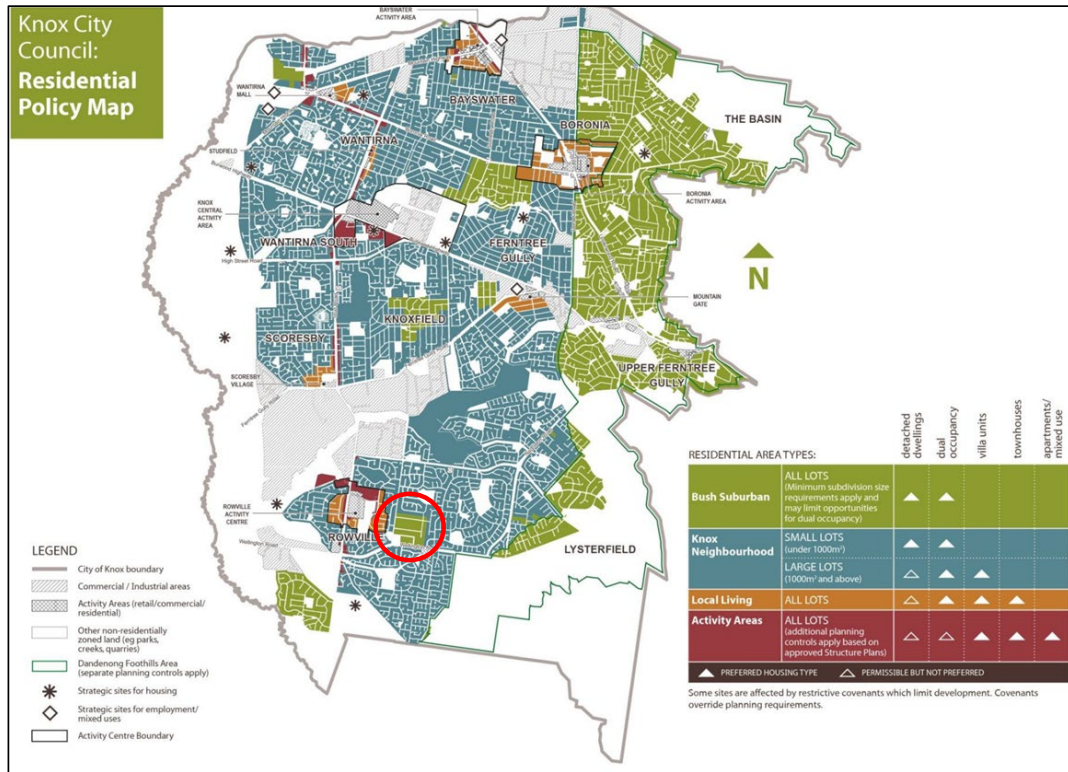 Knox City
Council:
Residential
Policy Map
BAYSWATER
ACTIVITY AREA
WANTIRNA
MALL
BAYSWATER
BORONIA
THE BASIN
WANTIRNA
STUDFIELD
BORONIA
ACTIVITY AREA
KNOX
CENTRAL
ACTIVITY
AREA
WANTIRNA SOUTH
FERNTREE
GULLY
High Street Road
N
MOUNTAIN
GATE
KNOXFIELD
SCORESBY
UPPER FERNTREE
GULLY
SCORESBY
VILLAGE
ROWVILLE
ACTIVITY
CENTRE
ROWVILLE
Wellington Road
LYSTERFIELD
LEGEND
City of Knox boundary
Commercial / Industrial areas
Activity Areas (retail/commercial/
residential)
Other non-residentially
zoned land (eg parks,
creeks, quarries)
Dandenong Foothills Area
(separate planning controls apply)
Strategic sites for housing
Strategic sites for employment/
mixed uses
Activity Centre Boundary
RESIDENTIAL AREA TYPES:
detached
dwellings
dual
occupancy
villa units
townhouses
apartments/
mixed use
Bush Suburban
ALL LOTS
(Minimum subdivision size
requirements apply and
may limit opportunities
for dual occupancy)
Knox
Neighbourhood
SMALL LOTS
(under 1000m²)
LARGE LOTS
(1000m² and above)
Local Living
ALL LOTS
Activity Areas
ALL LOTS
(additional planning
controls apply based on
approved Structure Plans)
PREFERRED HOUSING TYPE
PERMISSIBLE BUT NOT PREFERRED
Some sites are affected by restrictive covenants which limit development. Covenants
override planning requirements.